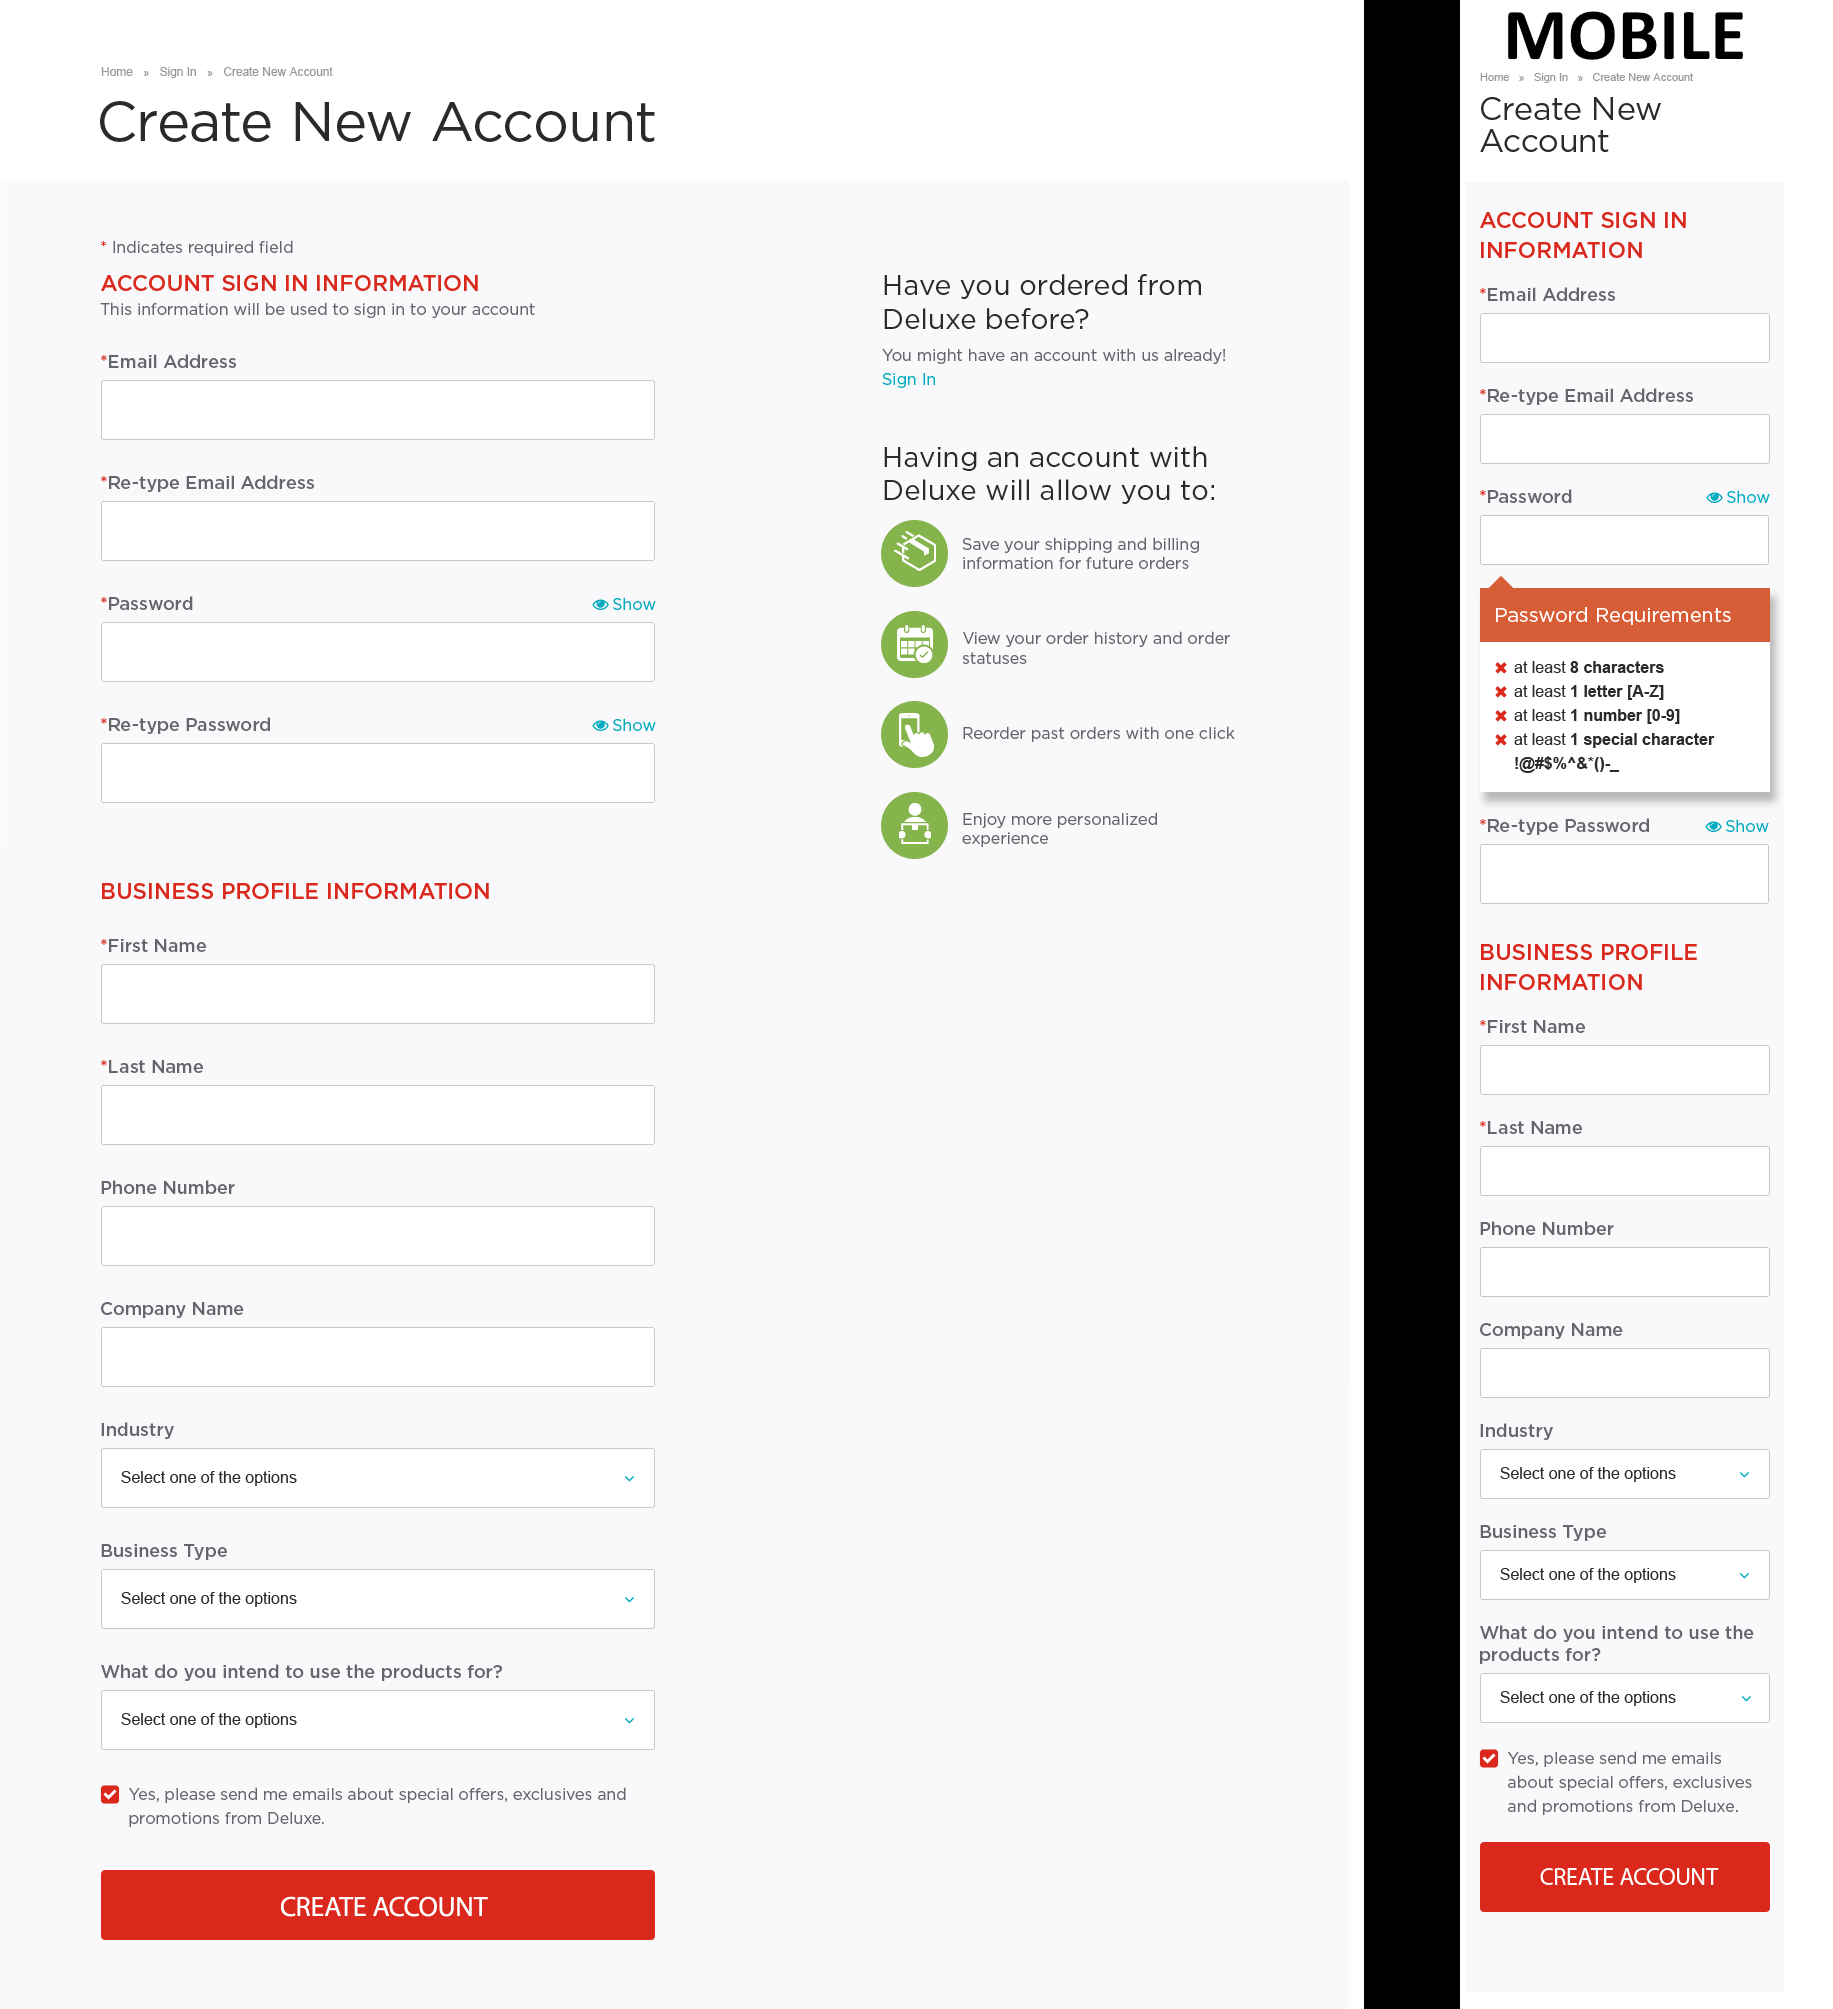 Home » Sign In » Create New Account
Create New Account
* Indicates required field
ACCOUNT SIGN IN INFORMATION
This information will be used to sign in to your account
*Email Address
*Re-type Email Address
*Password Show
*Re-type Password Show
BUSINESS PROFILE INFORMATION
*First Name
*Last Name
Phone Number
Company Name
Industry
Select one of the options
Business Type
Select one of the options
What do you intend to use the products for?
Select one of the options
Yes, please send me emails about special offers, exclusives and
promotions from Deluxe.
CREATE ACCOUNT
Have you ordered from
Deluxe before?
You might have an account with us already!
Sign In
Having an account with
Deluxe will allow you to:
Save your shipping and billing
information for future orders
View your order history and order
statuses
Reorder past orders with one click
Enjoy more personalized
experience
MOBILE
Home » Sign In » Create New Account
Create New
Account
ACCOUNT SIGN IN
INFORMATION
*Email Address
*Re-type Email Address
*Password Show
Password Requirements
at least 8 characters
at least 1 letter [A-Z]
at least 1 number [0-9]
at least 1 special character
!@#$%^&*()-_
*Re-type Password Show
BUSINESS PROFILE
INFORMATION
*First Name
*Last Name
Phone Number
Company Name
Industry
Select one of the options
Business Type
Select one of the options
What do you intend to use the
products for?
Select one of the options
Yes, please send me emails
about special offers, exclusives
and promotions from Deluxe.
CREATE ACCOUNT